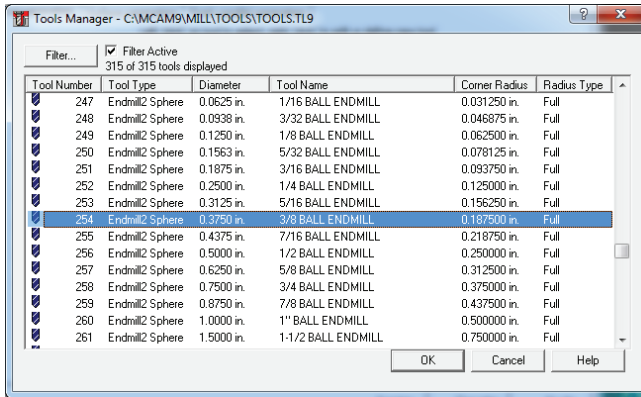 Tools Manager - C:\MCAM9\MILL\TOOLS\TOOLS.TL9
Filter...
Filter Active
315 of 315 tools displayed
Tool Number Tool Type Diameter Tool Name Corner Radius Radius Type
247 Endmill2 Sphere 0.0625 in. 1/16 BALL ENDMILL 0.031250 in. Full
248 Endmill2 Sphere 0.0938 in. 3/32 BALL ENDMILL 0.046875 in. Full
249 Endmill2 Sphere 0.1250 in. 1/8 BALL ENDMILL 0.062500 in. Full
250 Endmill2 Sphere 0.1563 in. 5/32 BALL ENDMILL 0.078125 in. Full
251 Endmill2 Sphere 0.1875 in. 3/16 BALL ENDMILL 0.093750 in. Full
252 Endmill2 Sphere 0.2500 in. 1/4 BALL ENDMILL 0.125000 in. Full
253 Endmill2 Sphere 0.3125 in. 5/16 BALL ENDMILL 0.156250 in. Full
254 Endmill2 Sphere 0.3750 in. 3/8 BALL ENDMILL 0.187500 in. Full
255 Endmill2 Sphere 0.4375 in. 7/16 BALL ENDMILL 0.218750 in. Full
256 Endmill2 Sphere 0.5000 in. 1/2 BALL ENDMILL 0.250000 in. Full
257 Endmill2 Sphere 0.6250 in. 5/8 BALL ENDMILL 0.312500 in. Full
258 Endmill2 Sphere 0.7500 in. 3/4 BALL ENDMILL 0.375000 in. Full
259 Endmill2 Sphere 0.8750 in. 7/8 BALL ENDMILL 0.437500 in. Full
260 Endmill2 Sphere 1.0000 in. 1" BALL ENDMILL 0.500000 in. Full
261 Endmill2 Sphere 1.5000 in. 1-1/2 BALL ENDMILL 0.750000 in. Full
OK Cancel Help